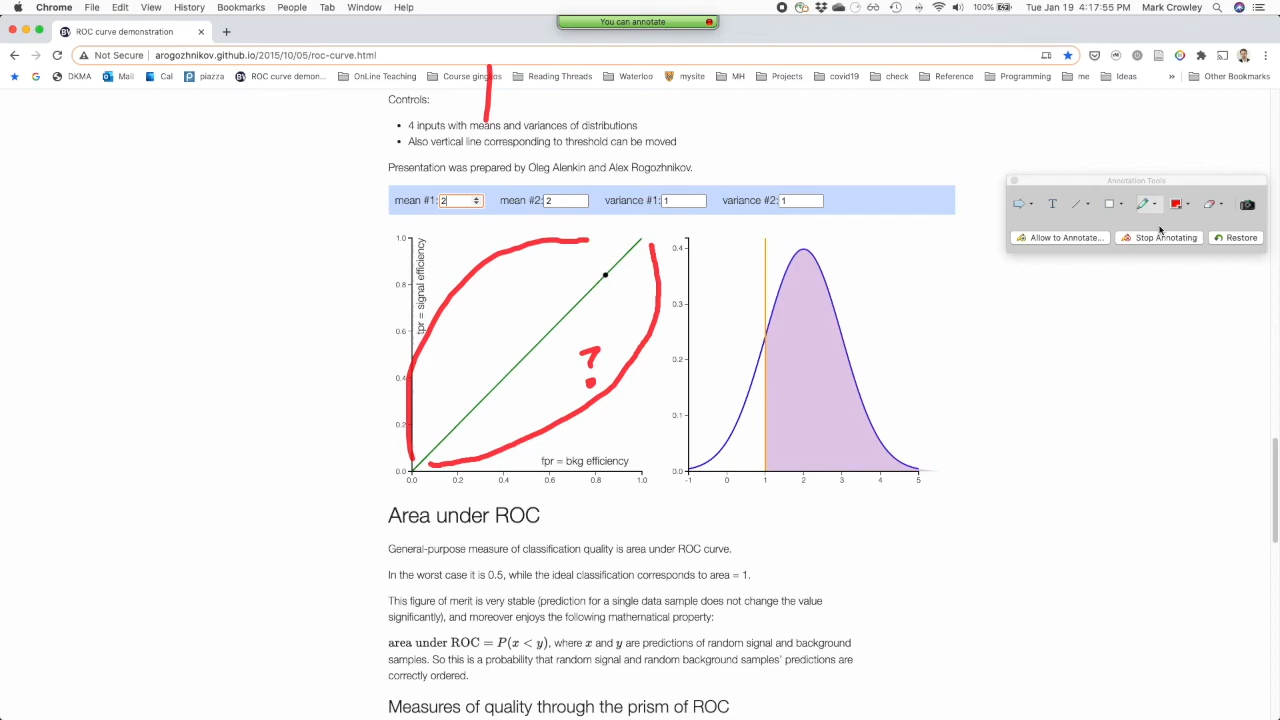 Chrome File Edit View History Bookmarks People Tab Window Help
100% Tue Jan 19 4:17:55 PM Mark Crowley
You can annotate
ROC curve demonstration
Not Secure arogozhnikov.github.io/2015/10/05/roc-curve.html
DKMA Mail Cal piazza ROC curve demon... OnLine Teaching Reading Threads Waterloo mysite MH Projects covid19 check Reference Programming me Ideas » Other Bookmarks
Controls:
• 4 inputs with means and variances of distributions
• Also vertical line corresponding to threshold can be moved
Presentation was prepared by Oleg Alenkin and Alex Rogozhnikov.
mean #1: 2 mean #2: 2 variance #1: 1 variance #2: 1
Annotation Tools
T
Allow to Annotate... Stop Annotating Restore
1.0
0.8
0.6
0.4
0.2
0.0
tpr = signal efficiency
?
fpr = bkg efficiency
0.0 0.2 0.4 0.6 0.8 1.0
0.4
0.3
0.2
0.1
0.0
-1 0 1 2 3 4 5
Area under ROC
General-purpose measure of classification quality is area under ROC curve.
In the worst case it is 0.5, while the ideal classification corresponds to area = 1.
This figure of merit is very stable (prediction for a single data sample does not change the value
significantly), and moreover enjoys the following mathematical property:
area under ROC = P(x < y), where x and y are predictions of random signal and background
samples. So this is a probability that random signal and random background samples' predictions are
correctly ordered.
Measures of quality through the prism of ROC